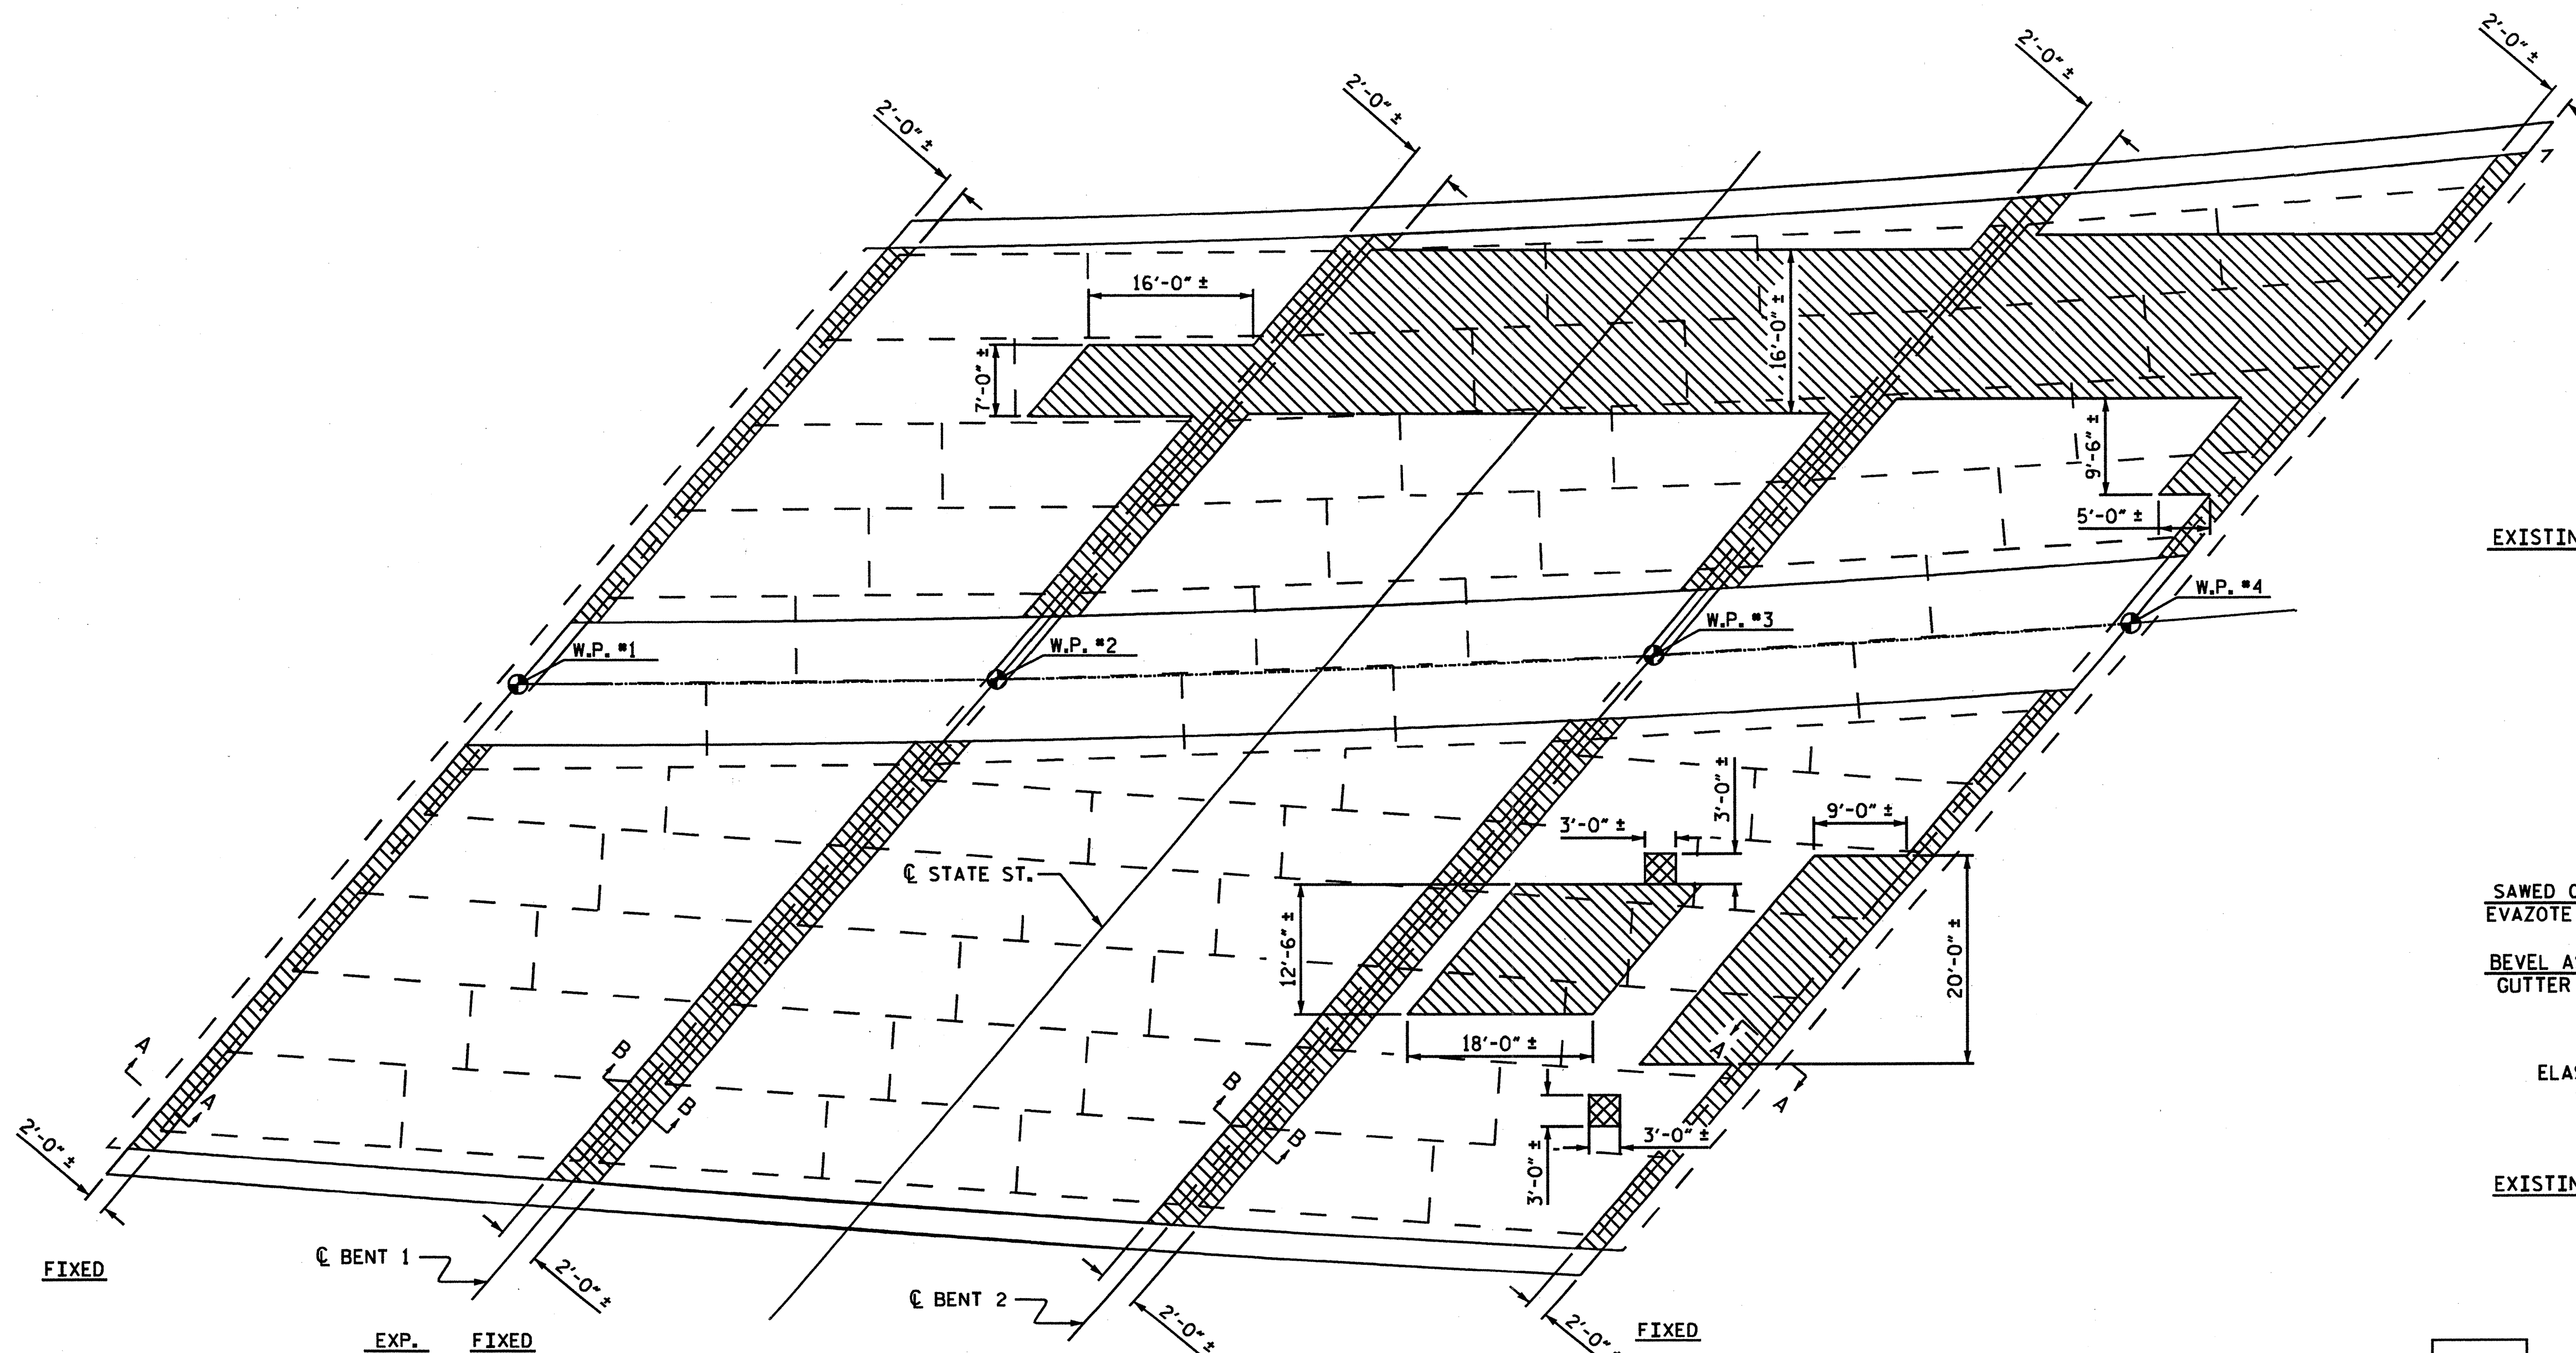 2'-0" ±
2'-0" ±
2'-0" ±
2'-0" ±
16'-0" ±
7'-0" ±
16'-0" ±
9'-6" ±
5'-0" ±
EXISTIN
W.P. #1
W.P. #2
W.P. #3
W.P. #4
3'-0" ±
3'-0" ±
9'-0" ±
℄ STATE ST.
12'-6" ±
20'-0" ±
SAWED
EVAZOTE
BEVEL
GUTTER
18'-0" ±
A
A
B
B
B
B
A
A
ELAS
2'-0" ±
3'-0" ±
3'-0" ±
EXISTIN
FIXED
℄ BENT 1
2'-0" ±
℄ BENT 2
2'-0" ±
2'-0"
EXP.
FIXED
FIXED